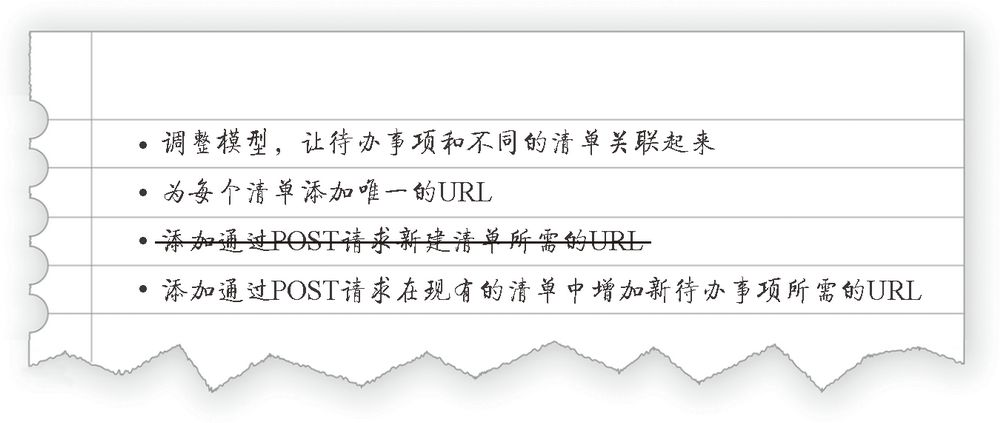 • 调整模型，让待办事项和不同的清单关联起来
• 为每个清单添加唯一的URL
• 添加通过POST请求新建清单所需的URL
• 添加通过POST请求在现有的清单中增加新待办事项所需的URL